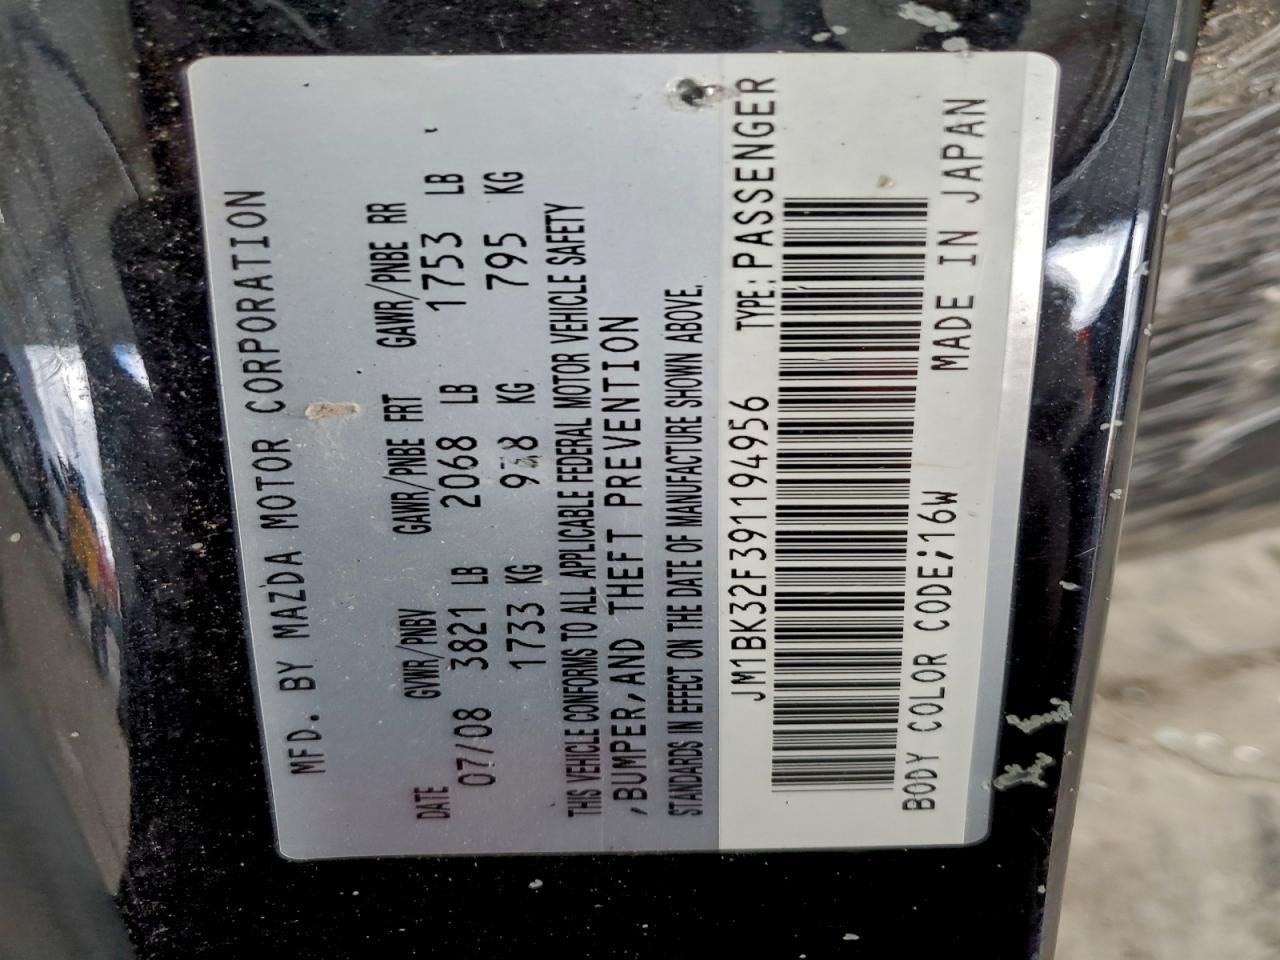 MFD. BY MAZDA MOTOR CORPORATION
DATE GVWR/PNBV GAWR/PNBE FRT GAWR/PNBE RR
07/08 3821 LB 2068 LB 1753 LB
1733 KG 938 KG 795 KG
THIS VEHICLE CONFORMS TO ALL APPLICABLE FEDERAL MOTOR VEHICLE SAFETY
,BUMPER,AND THEFT PREVENTION
STANDARDS IN EFFECT ON THE DATE OF MANUFACTURE SHOWN ABOVE.
JM1BK32F391194956 TYPE:PASSENGER
BODY COLOR CODE;16W MADE IN JAPAN